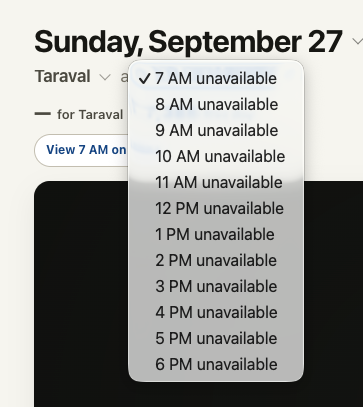 Sunday, September 27
Taraval a
✓ 7 AM unavailable
8 AM unavailable
9 AM unavailable
10 AM unavailable
11 AM unavailable
12 PM unavailable
1 PM unavailable
2 PM unavailable
3 PM unavailable
4 PM unavailable
5 PM unavailable
6 PM unavailable
— for Taraval
View 7 AM on